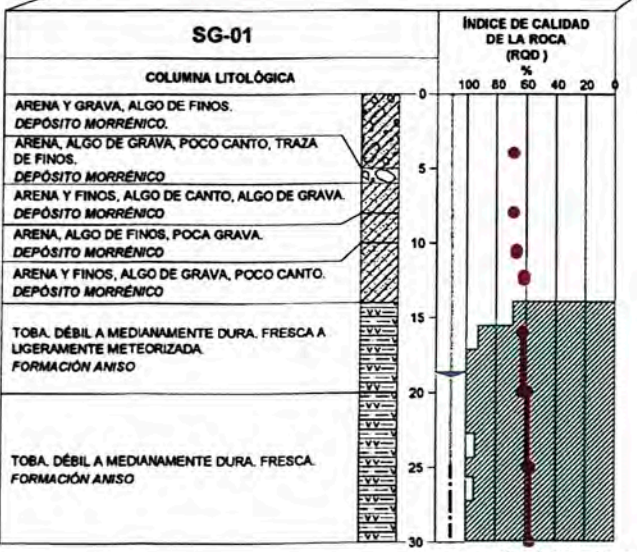 SG-01
COLUMNA LITOLÓGICA
ÍNDICE DE CALIDAD
DE LA ROCA
(RQD )
%
100 80 60 40 20 0
ARENA Y GRAVA, ALGO DE FINOS.
DEPÓSITO MORRÉNICO.
ARENA, ALGO DE GRAVA, POCO CANTO, TRAZA
DE FINOS.
DEPÓSITO MORRÉNICO
ARENA Y FINOS, ALGO DE CANTO, ALGO DE GRAVA.
DEPÓSITO MORRÉNICO
ARENA, ALGO DE FINOS, POCA GRAVA.
DEPÓSITO MORRÉNICO
ARENA Y FINOS, ALGO DE GRAVA, POCO CANTO.
DEPÓSITO MORRÉNICO
TOBA. DÉBIL A MEDIANAMENTE DURA. FRESCA A
LIGERAMENTE METEORIZADA.
FORMACIÓN ANISO
TOBA. DÉBIL A MEDIANAMENTE DURA. FRESCA.
FORMACIÓN ANISO
0
5
10
15
20
25
30